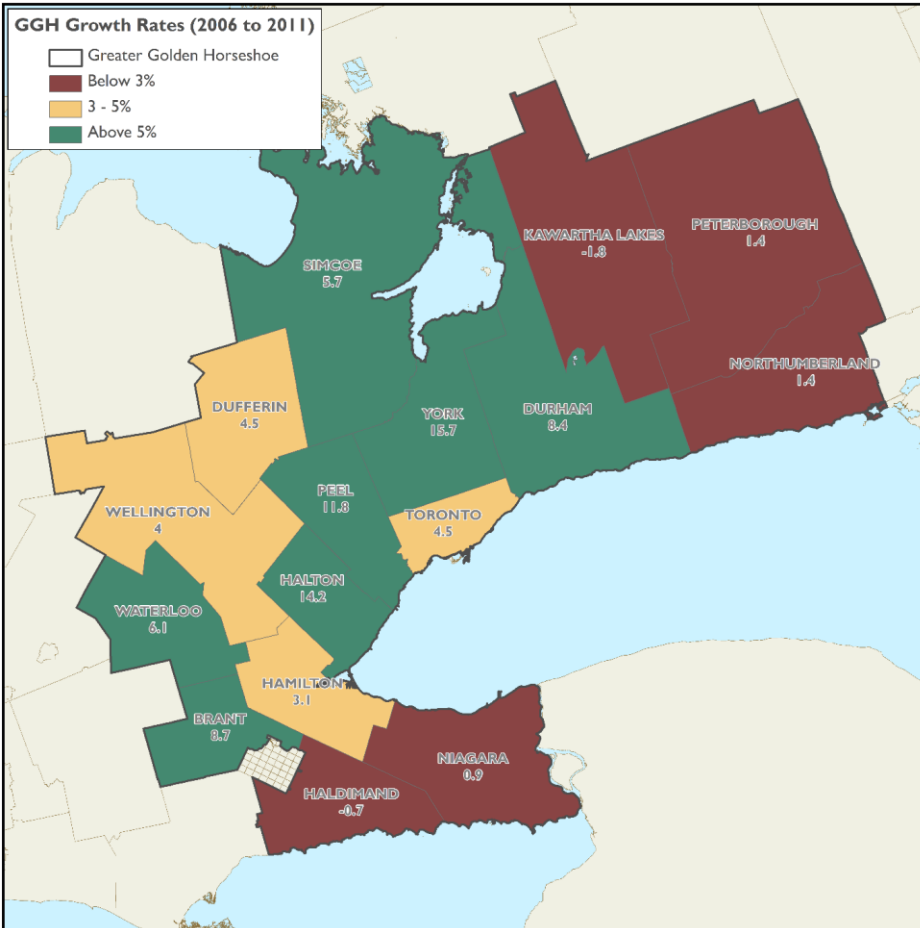 GGH Growth Rates (2006 to 2011)
Greater Golden Horseshoe
Below 3%
3 - 5%
Above 5%
KAWARTHA LAKES
-1.8
PETERBOROUGH
1.4
SIMCOE
5.7
NORTHUMBERLAND
1.4
DUFFERIN
4.5
YORK
15.7
DURHAM
8.4
PEEL
11.8
WELLINGTON
4
TORONTO
4.5
HALTON
14.2
WATERLOO
6.1
HAMILTON
3.1
BRANT
8.7
NIAGARA
0.9
HALDIMAND
-0.7